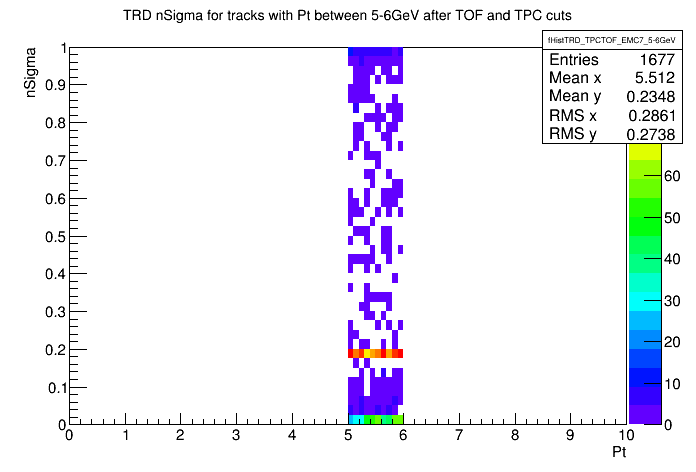 TRD nSigma for tracks with Pt between 5-6GeV after TOF and TPC cuts
fHistTRD_TPCTOF_EMC7_5-6GeV
Entries 1677
Mean x 5.512
Mean y 0.2348
RMS x 0.2861
RMS y 0.2738
nSigma
1
0.9
0.8
0.7
0.6
0.5
0.4
0.3
0.2
0.1
0
0 1 2 3 4 5 6 7 8 9 10
Pt
60
50
40
30
20
10
0